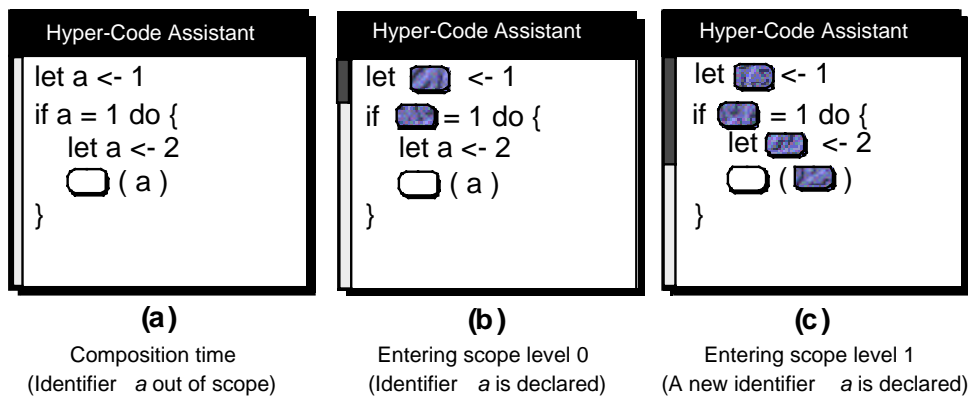 Hyper-Code Assistant
let a <- 1
if a = 1 do {
let a <- 2
( a )
}
(a)
Composition time
(Identifier a out of scope)
Hyper-Code Assistant
let <- 1
if = 1 do {
let a <- 2
( a )
}
(b)
Entering scope level 0
(Identifier a is declared)
Hyper-Code Assistant
let <- 1
if = 1 do {
let <- 2
( )
}
(c)
Entering scope level 1
(A new identifier a is declared)